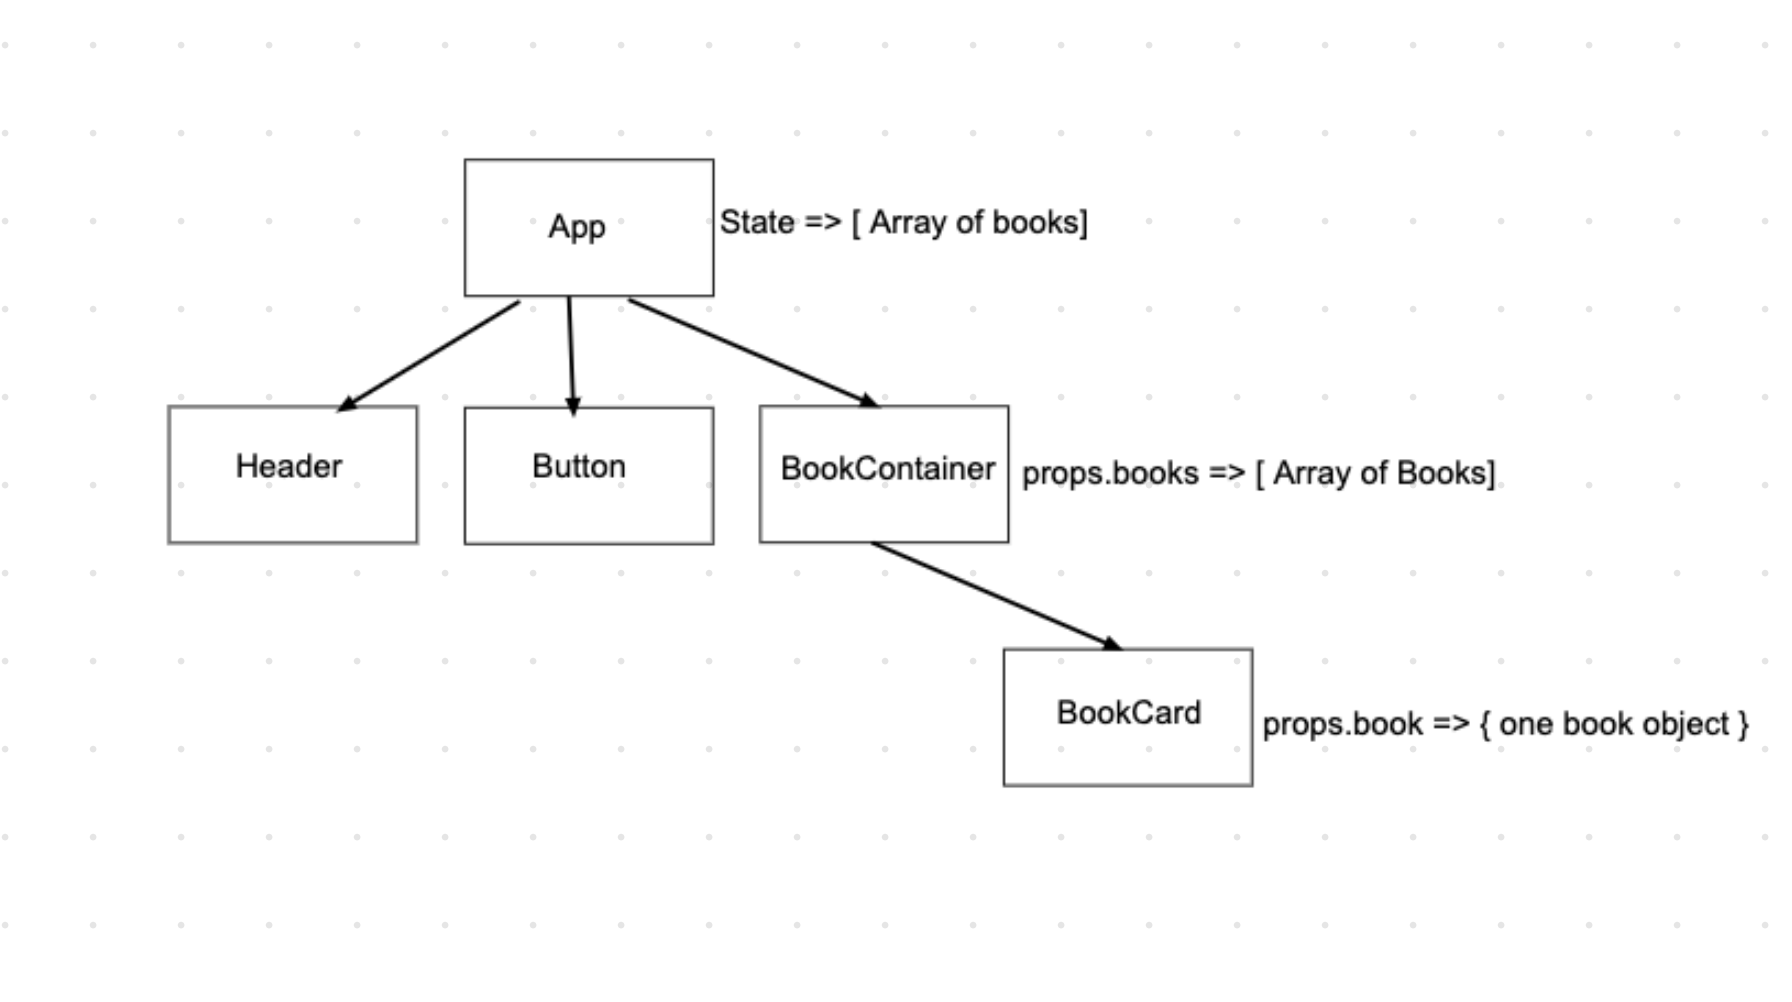 App
State => [ Array of books]
Header
Button
BookContainer
props.books => [ Array of Books]
BookCard
props.book => { one book object }